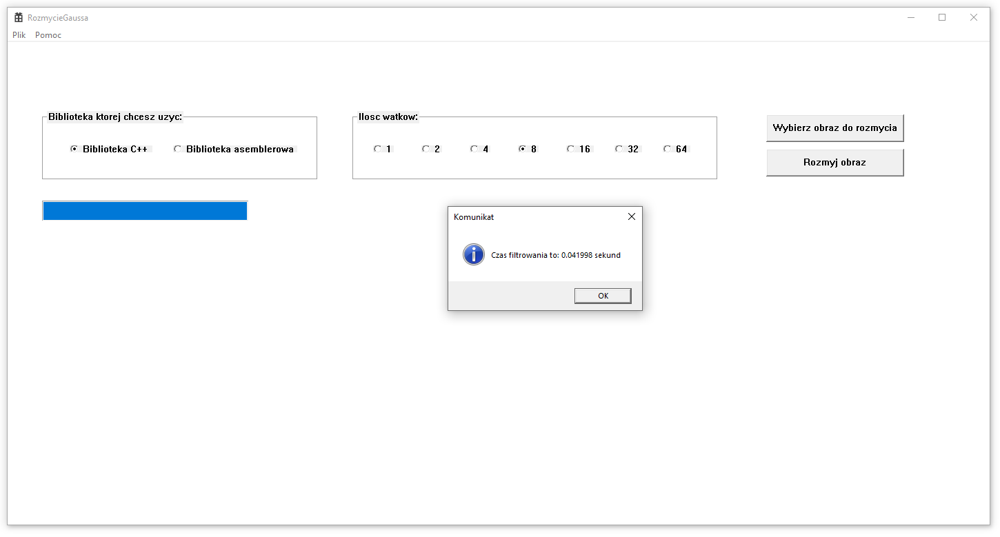 RozmycieGaussa
Plik Pomoc
Biblioteka ktorej chcesz uzyc:
Biblioteka C++ Biblioteka asemblerowa
Ilosc watkow:
1 2 4 8 16 32 64
Wybierz obraz do rozmycia
Rozmyj obraz
Komunikat
Czas filtrowania to: 0.041998 sekund
OK